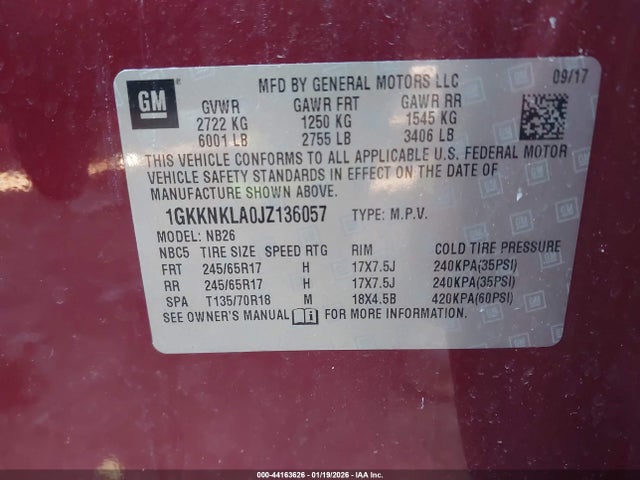 GM
MFD BY GENERAL MOTORS LLC 09/17
GVWR GAWR FRT GAWR RR
2722 KG 1250 KG 1545 KG
6001 LB 2755 LB 3406 LB
THIS VEHICLE CONFORMS TO ALL APPLICABLE U.S. FEDERAL MOTOR
VEHICLE SAFETY STANDARDS IN EFFECT ON THE DATE OF
MANUFACTURE SHOWN ABOVE.
1GKKNKLA0JZ136057 TYPE: M.P.V.
MODEL: NB26
NBC5 TIRE SIZE SPEED RTG RIM COLD TIRE PRESSURE
FRT 245/65R17 H 17X7.5J 240KPA(35PSI)
RR 245/65R17 H 17X7.5J 240KPA(35PSI)
SPA T135/70R18 M 18X4.5B 420KPA(60PSI)
SEE OWNER'S MANUAL FOR MORE INFORMATION.
000-44163626 - 01/19/2026 - IAA Inc.